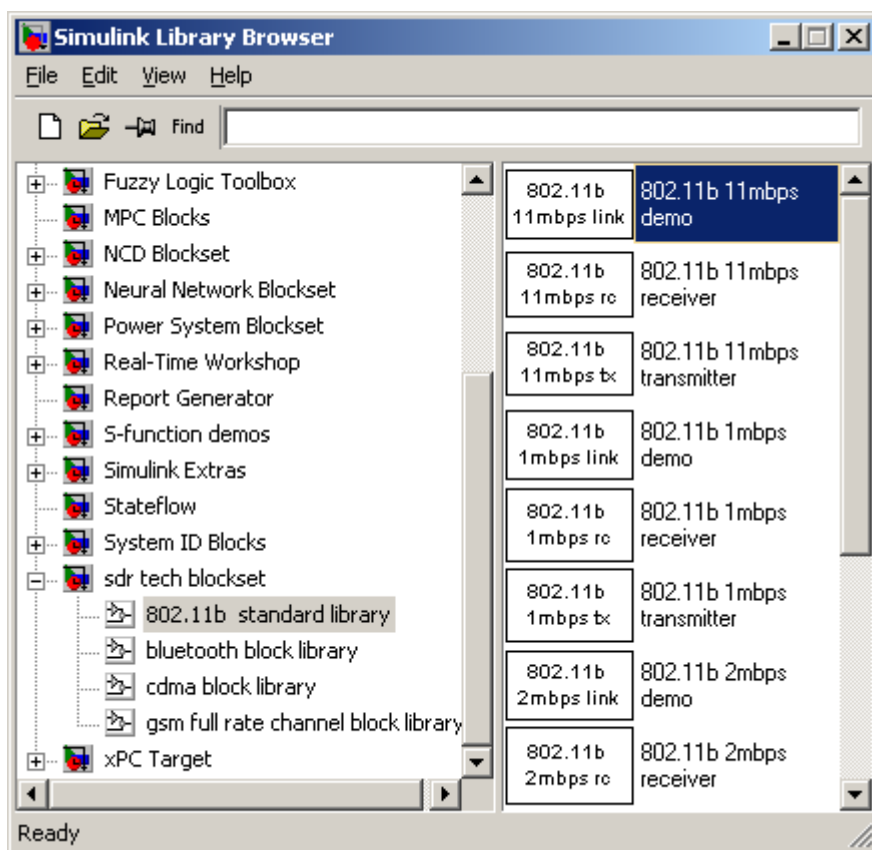 Simulink Library Browser
File Edit View Help
Find
Fuzzy Logic Toolbox
MPC Blocks
NCD Blockset
Neural Network Blockset
Power System Blockset
Real-Time Workshop
Report Generator
S-function demos
Simulink Extras
Stateflow
System ID Blocks
sdr tech blockset
802.11b standard library
bluetooth block library
cdma block library
gsm full rate channel block library
xPC Target
802.11b
11mbps link
802.11b 11mbps
demo
802.11b
11mbps rc
802.11b 11mbps
receiver
802.11b
11mbps tx
802.11b 11mbps
transmitter
802.11b
1mbps link
802.11b 1mbps
demo
802.11b
1mbps rc
802.11b 1mbps
receiver
802.11b
1mbps tx
802.11b 1mbps
transmitter
802.11b
2mbps link
802.11b 2mbps
demo
802.11b
2mbps rc
802.11b 2mbps
receiver
Ready